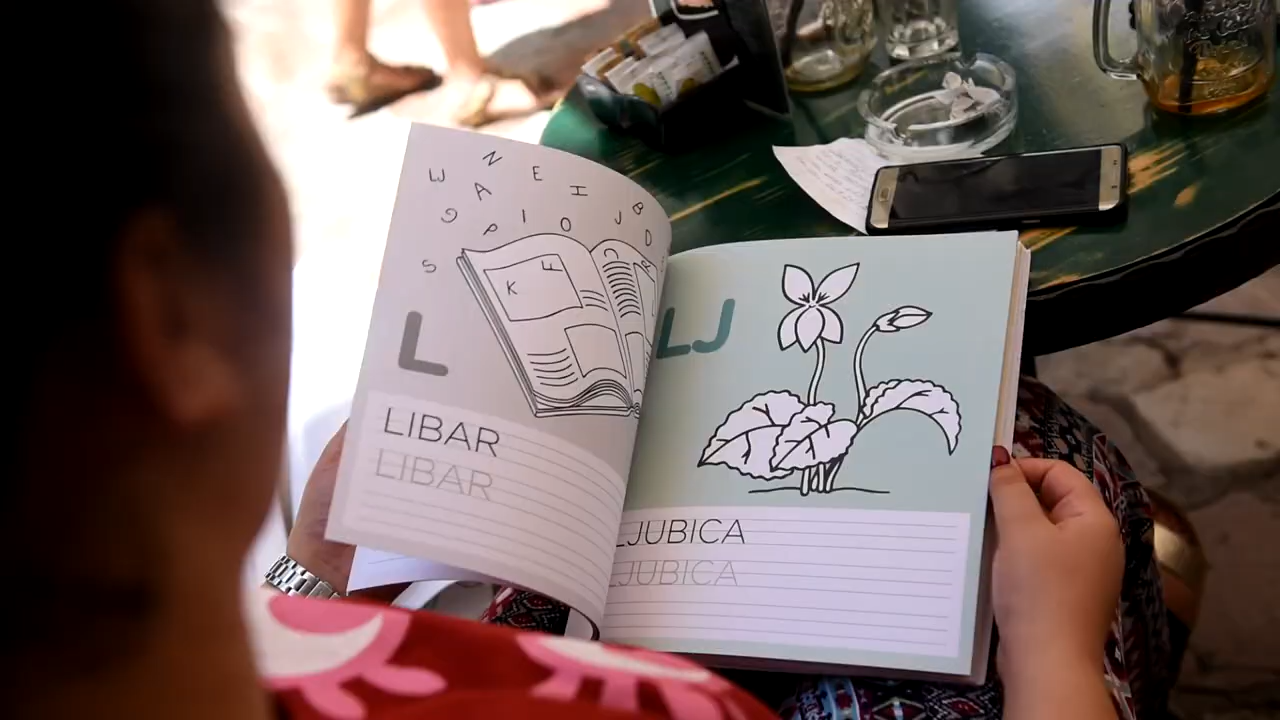 W N A E I
G P I O J B D
S C
K F
L
LIBAR
LIBAR
LJ
LJUBICA
LJUBICA